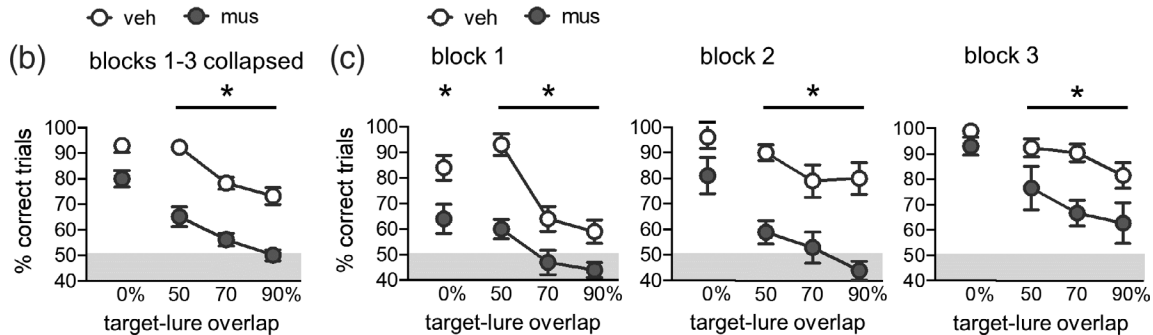 veh mus veh mus
(b) blocks 1-3 collapsed (c) block 1 block 2 block 3
* * * * *
% correct trials
100
90
80
70
60
50
40
0% 50 70 90%
target-lure overlap
% correct trials
100
90
80
70
60
50
40
0% 50 70 90%
target-lure overlap
100
90
80
70
60
50
40
0% 50 70 90%
target-lure overlap
100
90
80
70
60
50
40
0% 50 70 90%
target-lure overlap